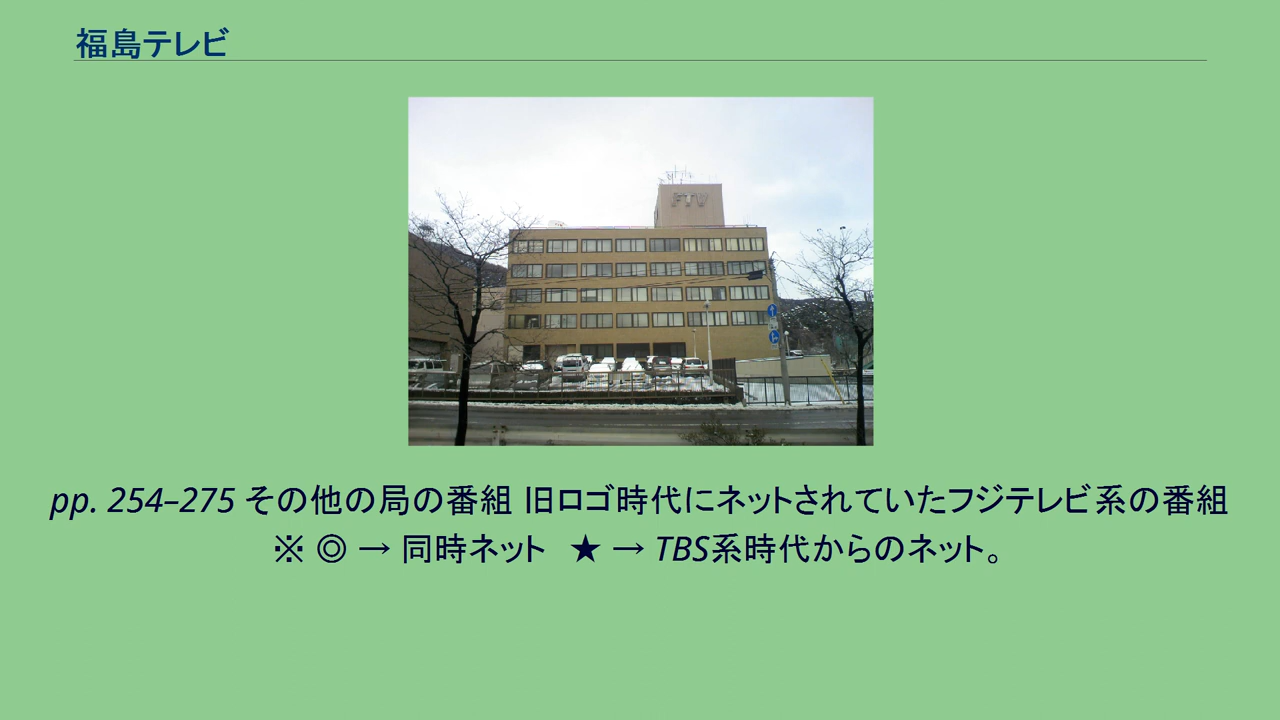 福島テレビ
FTV
pp. 254–275 その他の局の番組 旧ロゴ時代にネットされていたフジテレビ系の番組
※ ◎ → 同時ネット　★ → TBS系時代からのネット。